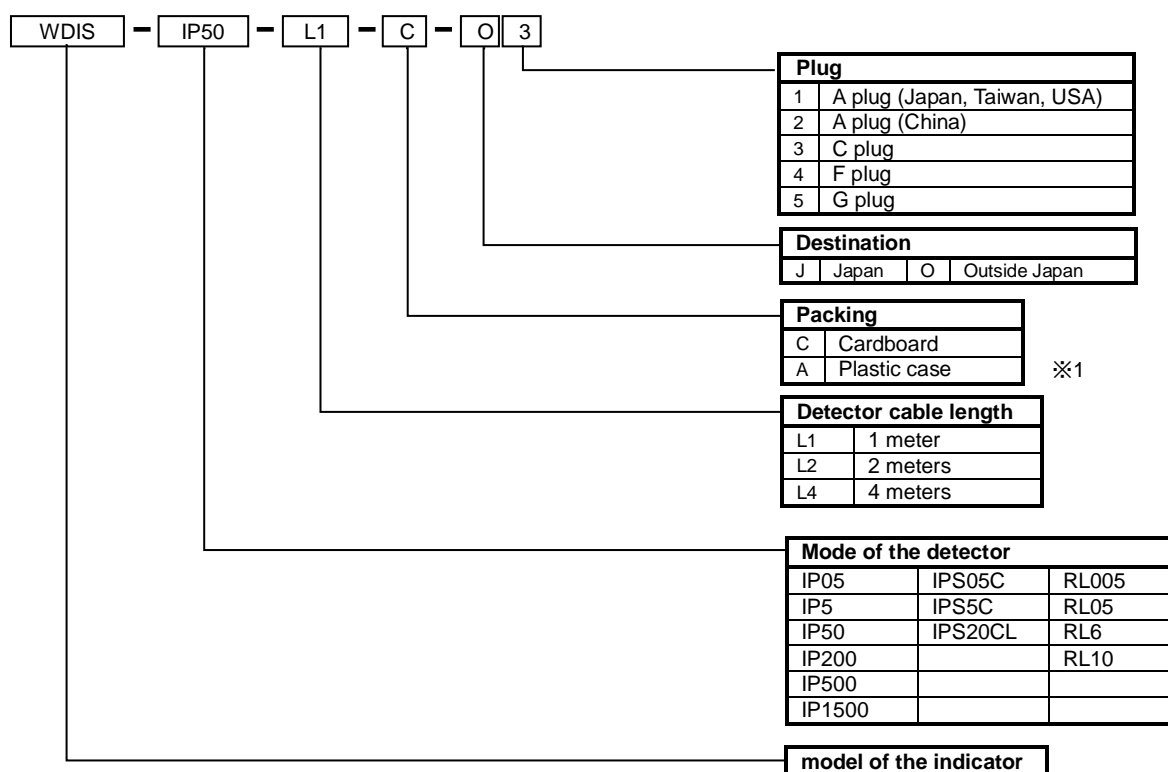 WDIS - IP50 - L1 - C - O 3
Plug
1 A plug (Japan, Taiwan, USA)
2 A plug (China)
3 C plug
4 F plug
5 G plug
Destination
J Japan O Outside Japan
Packing
C Cardboard
A Plastic case ※1
Detector cable length
L1 1 meter
L2 2 meters
L4 4 meters
Mode of the detector
IP05 IPS05C RL005
IP5 IPS5C RL05
IP50 IPS20CL RL6
IP200 RL10
IP500
IP1500
model of the indicator